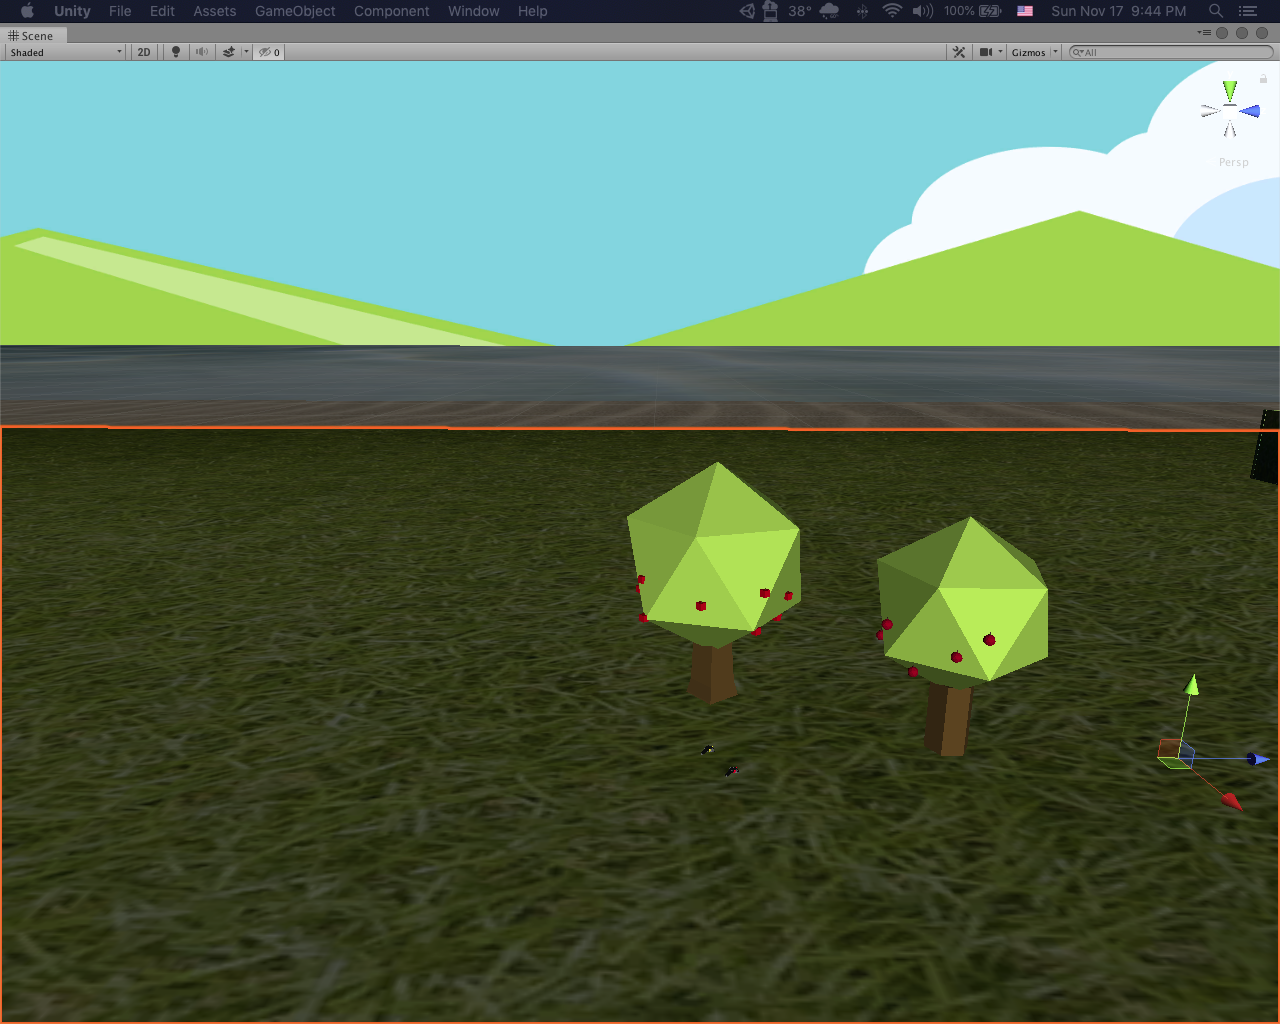 Unity File Edit Assets GameObject Component Window Help 38° 100% Sun Nov 17 9:44 PM
Scene
Shaded 2D 0 Gizmos All
Persp